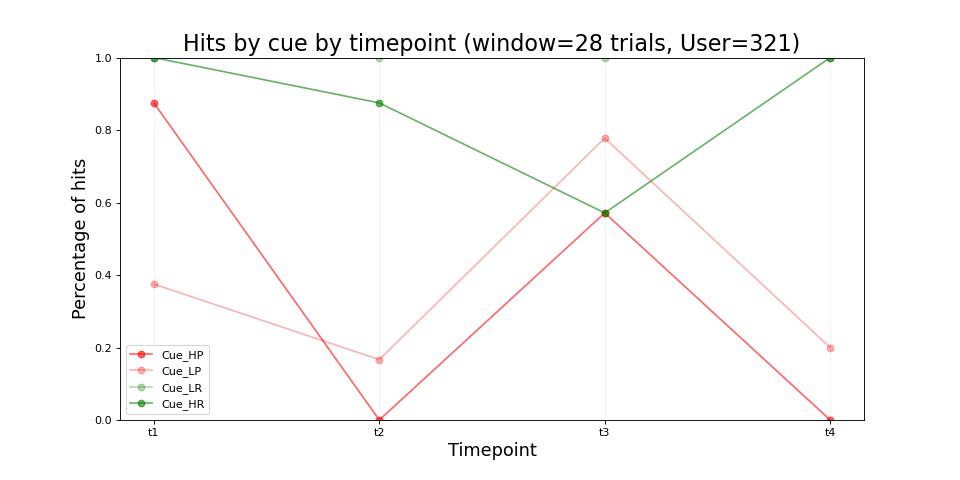 Hits by cue by timepoint (window=28 trials, User=321)
Percentage of hits
1.0
0.8
0.6
0.4
0.2
0.0
Cue_HP
Cue_LP
Cue_LR
Cue_HR
t1
t2
t3
t4
Timepoint